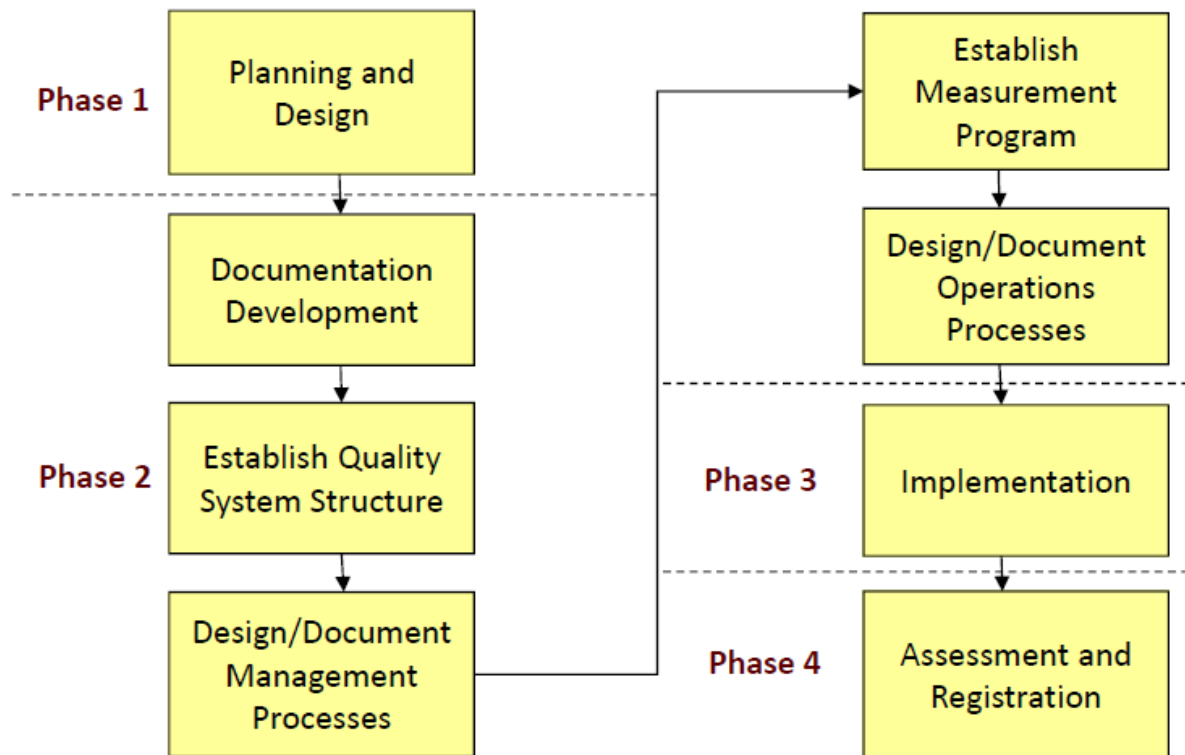 Phase 1
Planning and
Design
Documentation
Development
Phase 2
Establish Quality
System Structure
Design/Document
Management
Processes
Establish
Measurement
Program
Design/Document
Operations
Processes
Phase 3
Implementation
Phase 4
Assessment and
Registration